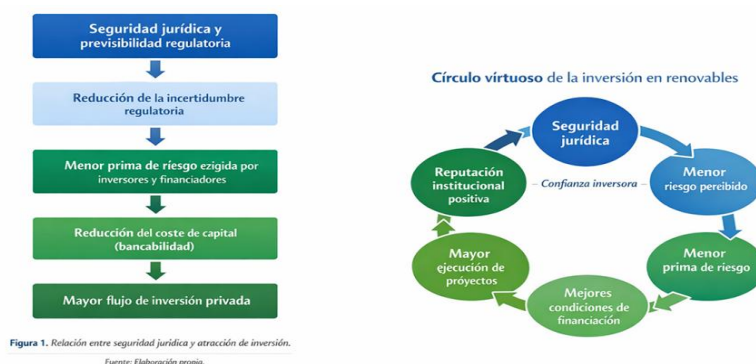 Seguridad jurídica y
previsibilidad regulatoria
Reducción de la incertidumbre
regulatoria
Menor prima de riesgo ezigida por
inversores y financiadores
Reducción del coste de capital
(bancabilidad)
Mayor flujo de inversión privada
Figura 1. Relación entre seguridad jurídica y atracción de inversión.
Fuente: Elaboración propia.
Círculo vírtuoso de la inversión en renovables
Seguridad
jurídica
Menor
riesgo percibido
Menor
prima de riesgo
Mejores
condiciones de
financiación
Mayor
ejecución de
próyectos
Reputación
institucional
positiva
– Confianza inversora –